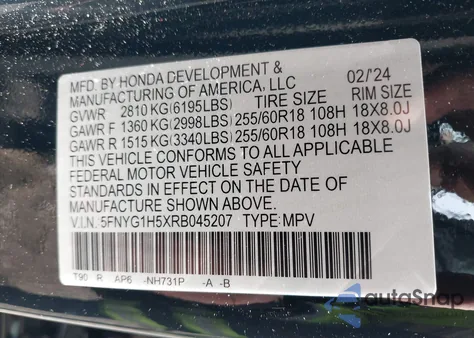 MFD. BY HONDA DEVELOPMENT &
MANUFACTURING OF AMERICA, LLC 02/'24
GVWR 2810 KG(6195LBS) TIRE SIZE RIM SIZE
GAWR F 1360 KG(2998LBS) 255/60R18 108H 18X8.0J
GAWR R 1515 KG(3340LBS) 255/60R18 108H 18X8.0J
THIS VEHICLE CONFORMS TO ALL APPLICABLE
FEDERAL MOTOR VEHICLE SAFETY
STANDARDS IN EFFECT ON THE DATE OF
MANUFACTURE SHOWN ABOVE.
V.I.N. 5FNYG1H5XRB045207 TYPE:MPV
T90 R AP6 -NH731P -A -B
autoSnap